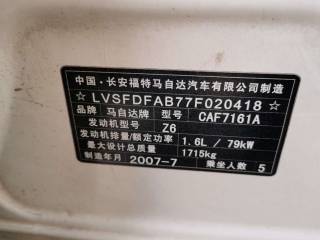 中国·长安福特马自达汽车有限公司制造
☆LVSFDFAB77F020418☆
品牌 马自达牌 型号 CAF7161A
发动机型号 Z6
发动机排量/额定功率 1.6L / 79kW
最大设计总质量 1715kg
制造年月 2007-7 乘坐人数 5